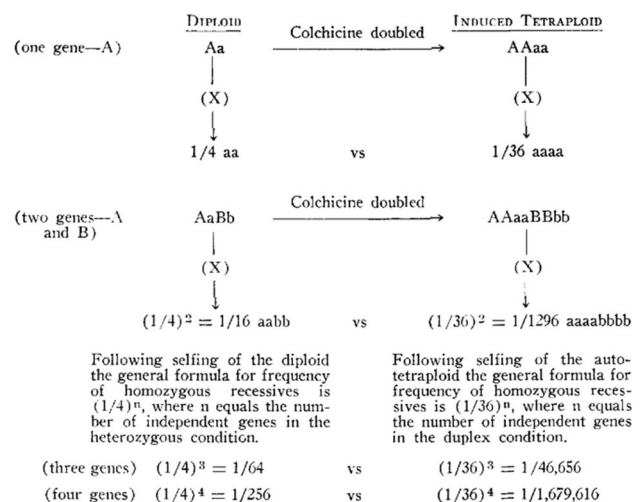 DIPLOID
INDUCED TETRAPLOID
Colchicine doubled
(one gene—A)
Aa
AAaa
(X)
(X)
1/4 aa vs 1/36 aaaa
Colchicine doubled
(two genes—A
and B)
AaBb
AAaaBBbb
(X)
(X)
(1/4)² = 1/16 aabb vs (1/36)² = 1/1296 aaaabbbb
Following selfing of the diploid
the general formula for frequency
of homozygous recessives is
(1/4)ⁿ, where n equals the num-
ber of independent genes in the
heterozygous condition.
Following selfing of the auto-
tetraploid the general formula for
frequency of homozygous reces-
sives is (1/36)ⁿ, where n equals
the number of independent genes
in the duplex condition.
(three genes) (1/4)³ = 1/64 vs (1/36)³ = 1/46,656
(four genes) (1/4)⁴ = 1/256 vs (1/36)⁴ = 1/1,679,616